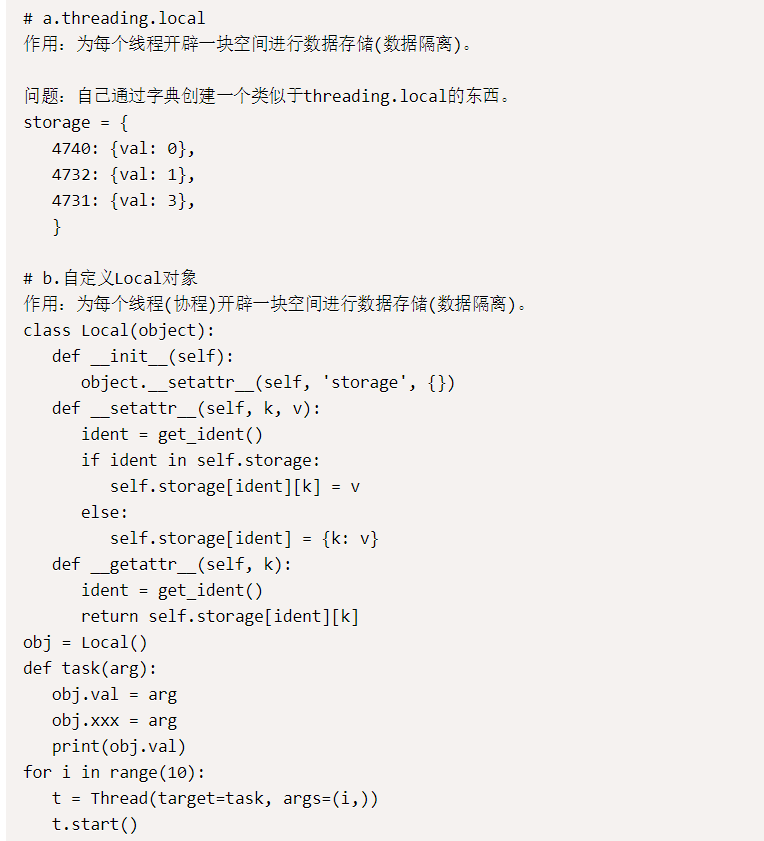 # a.threading.local
作用：为每个线程开辟一块空间进行数据存储(数据隔离)。

问题：自己通过字典创建一个类似于threading.local的东西。
storage = {
   4740: {val: 0},
   4732: {val: 1},
   4731: {val: 3},
   }

# b.自定义Local对象
作用：为每个线程(协程)开辟一块空间进行数据存储(数据隔离)。
class Local(object):
   def __init__(self):
      object.__setattr__(self, 'storage', {})
   def __setattr__(self, k, v):
      ident = get_ident()
      if ident in self.storage:
         self.storage[ident][k] = v
      else:
         self.storage[ident] = {k: v}
   def __getattr__(self, k):
      ident = get_ident()
      return self.storage[ident][k]
obj = Local()
def task(arg):
   obj.val = arg
   obj.xxx = arg
   print(obj.val)
for i in range(10):
   t = Thread(target=task, args=(i,))
   t.start()